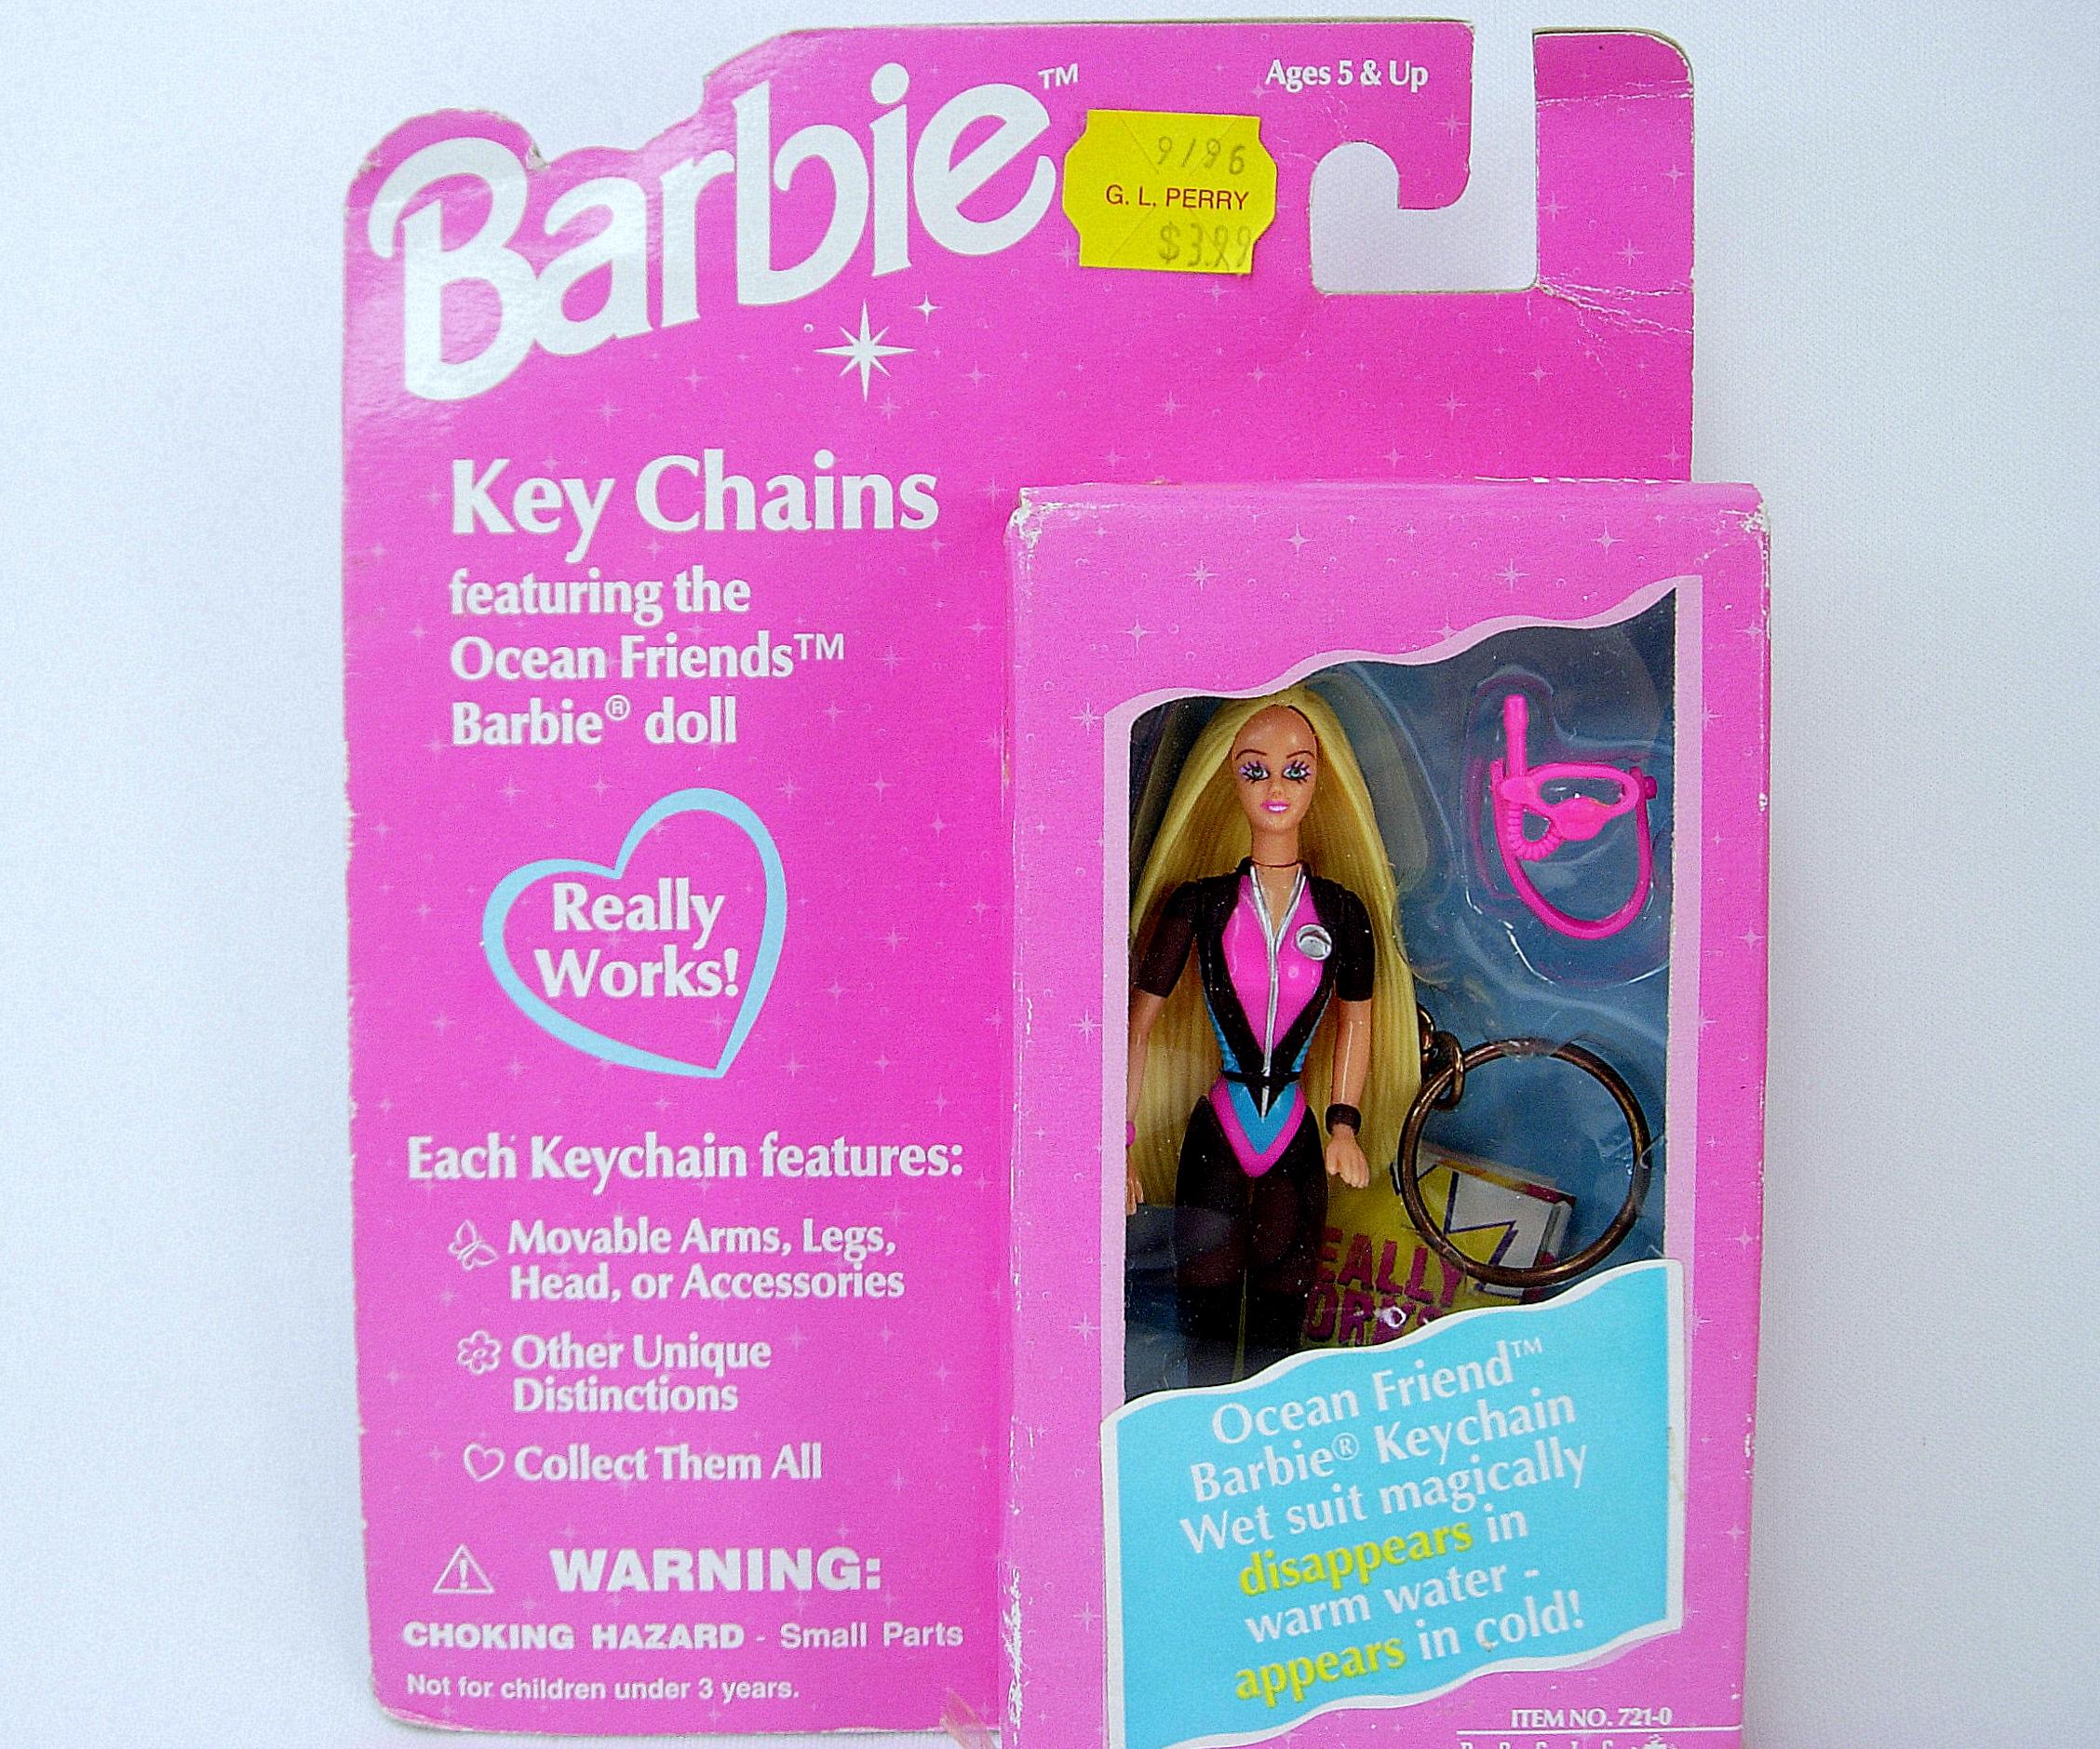 Barbie™
Ages 5 & Up
9/96
G. L. PERRY
$3.99
Key Chains
featuring the
Ocean Friends™
Barbie® doll
Really
Works!
Each Keychain features:
Movable Arms, Legs,
Head, or Accessories
Other Unique
Distinctions
Collect Them All
WARNING:
CHOKING HAZARD - Small Parts
Not for children under 3 years.
EALLY
ORKS
Ocean Friend™
Barbie® Keychain
Wet suit magically
disappears in
warm water -
appears in cold!
ITEM NO. 721-0